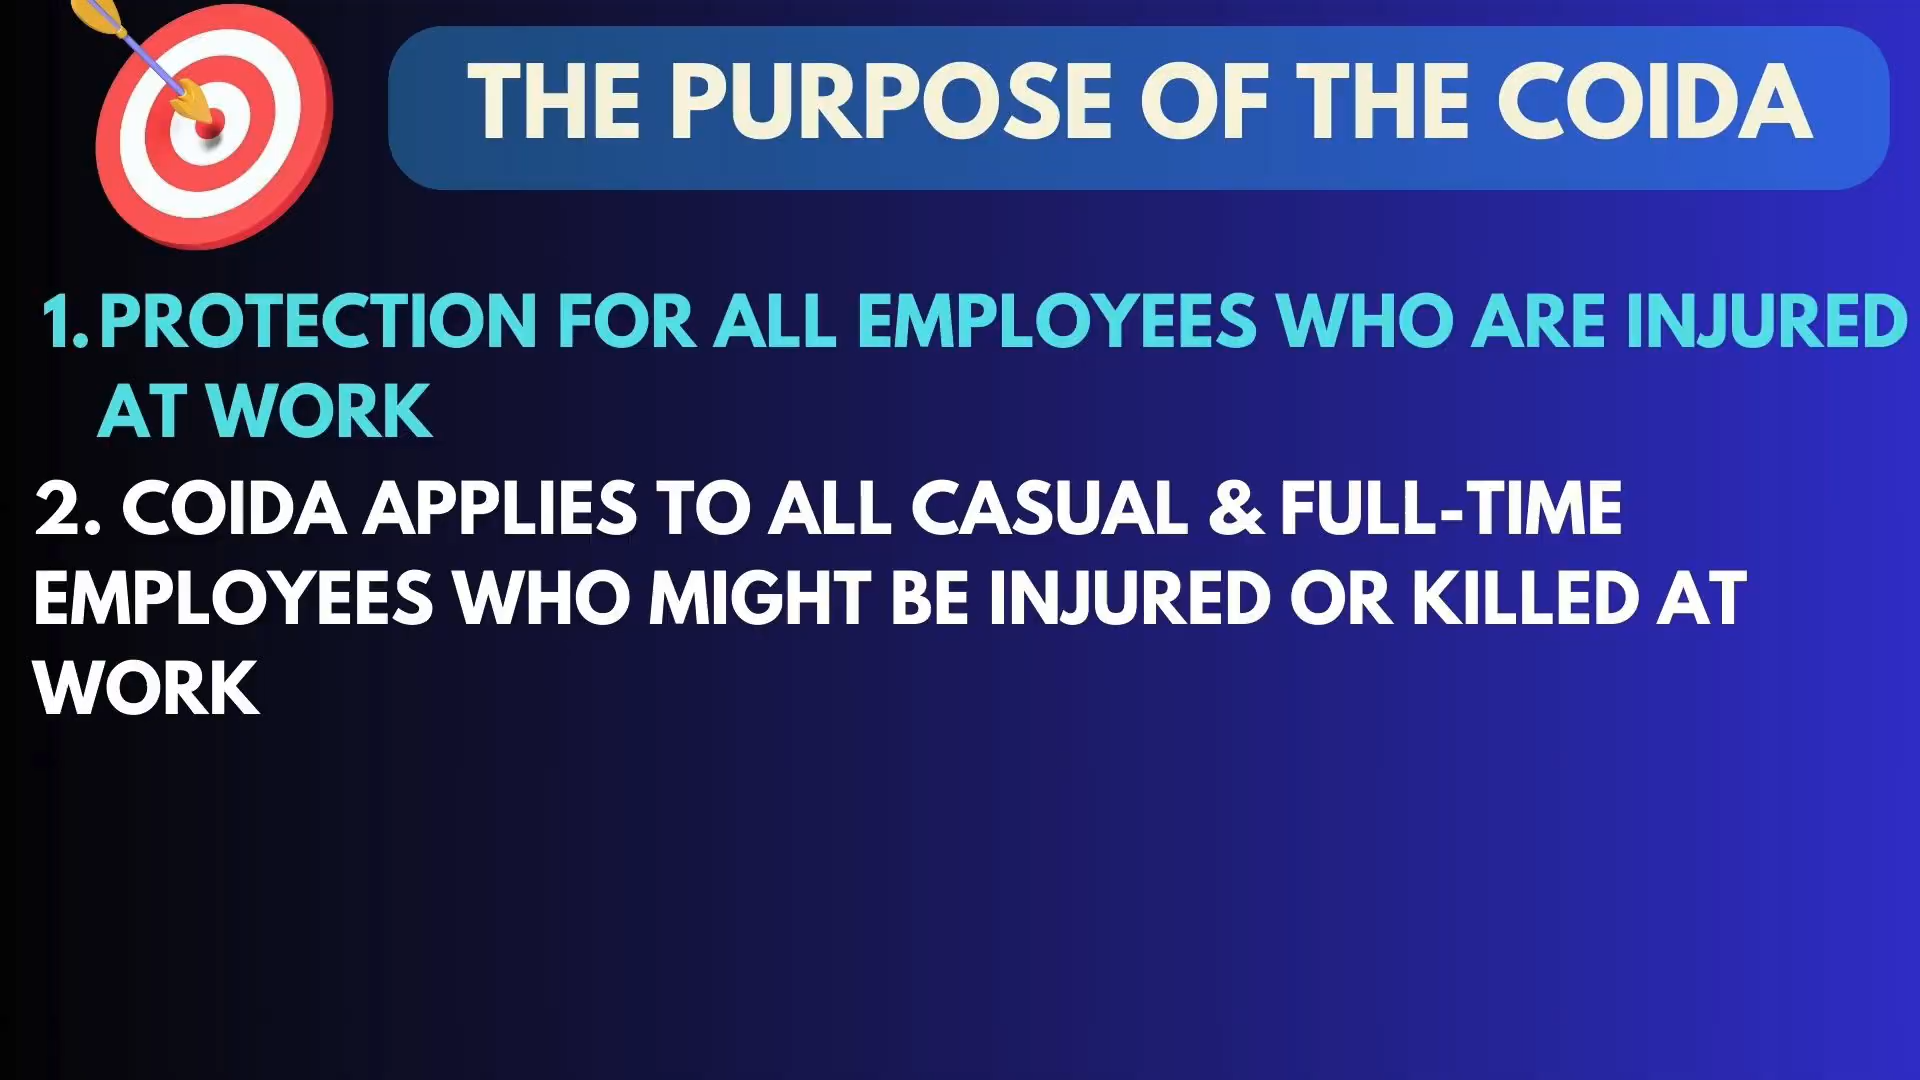 THE PURPOSE OF THE COIDA
1. PROTECTION FOR ALL EMPLOYEES WHO ARE INJURED
AT WORK
2. COIDA APPLIES TO ALL CASUAL & FULL-TIME
EMPLOYEES WHO MIGHT BE INJURED OR KILLED AT
WORK